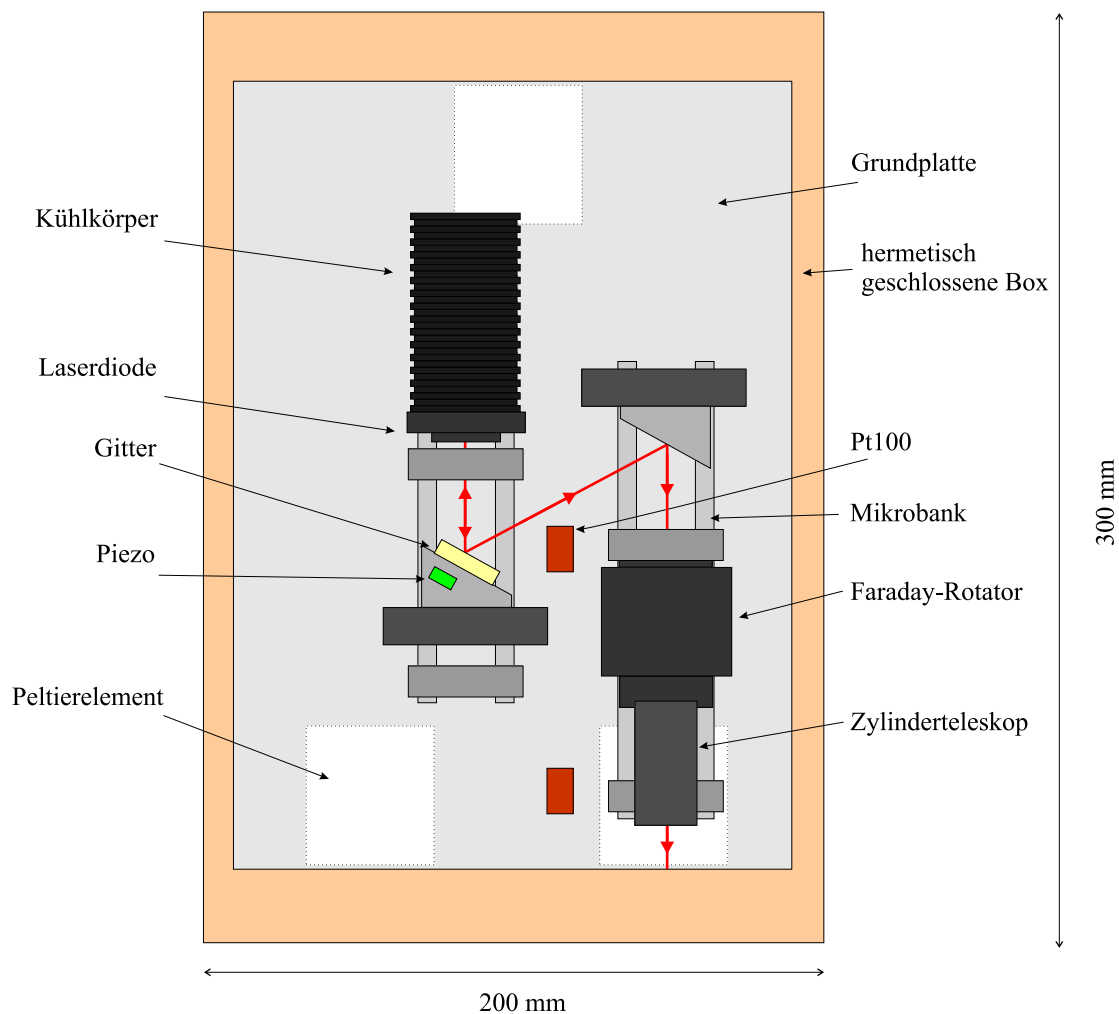 Kühlkörper
Laserdiode
Gitter
Piezo
Peltierelement
Grundplatte
hermetisch
geschlossene Box
Pt100
Mikrobank
Faraday-Rotator
Zylinderteleskop
300 mm
200 mm